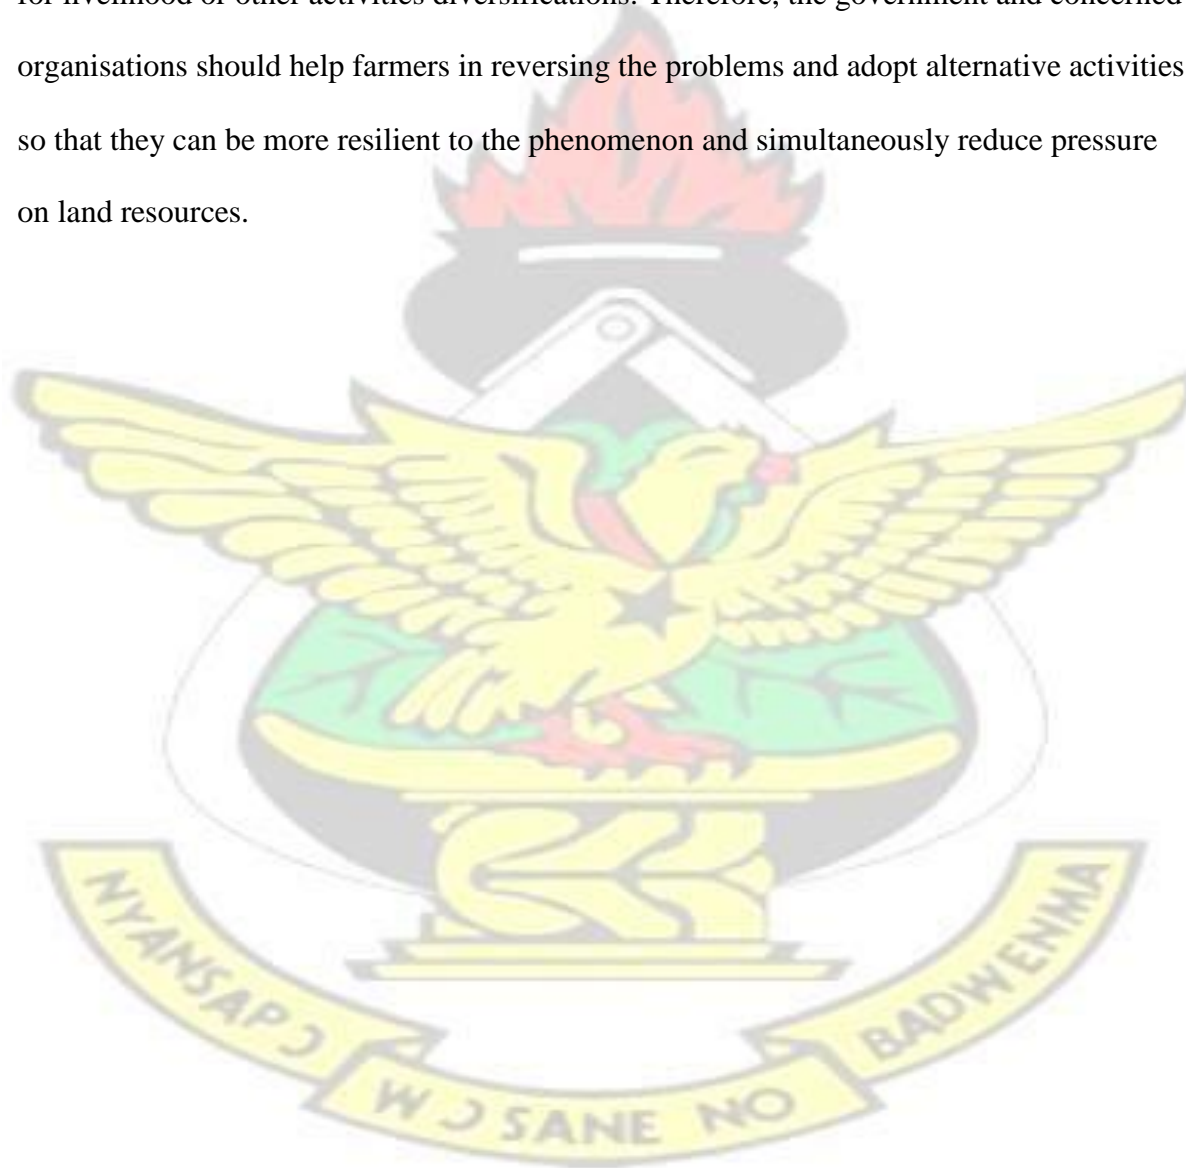 for livelihood or other activities diversifications. Therefore, the government and concerned
organisations should help farmers in reversing the problems and adopt alternative activities
so that they can be more resilient to the phenomenon and simultaneously reduce pressure
on land resources.
NYANSAPƆ
WƆSANE NO
BADWENMA